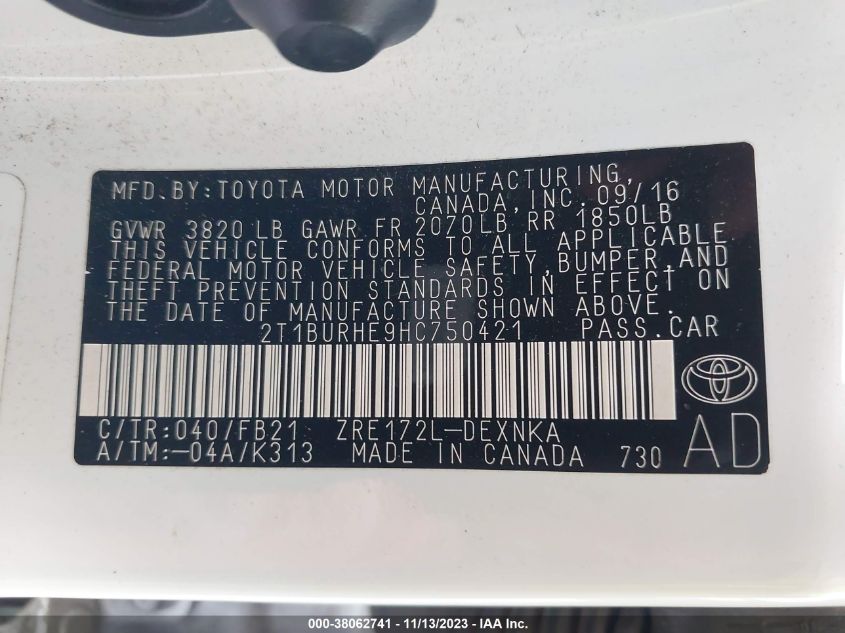 MFD. BY: TOYOTA MOTOR MANUFACTURING,
CANADA, INC. 09/16
GVWR 3820 LB GAWR FR 2070LB RR 1850LB
THIS VEHICLE CONFORMS TO ALL APPLICABLE
FEDERAL MOTOR VEHICLE SAFETY, BUMPER, AND
THEFT PREVENTION STANDARDS IN EFFECT ON
THE DATE OF MANUFACTURE SHOWN ABOVE.
2T1BURHE9HC750421 PASS. CAR
C/TR: 040/FB21 ZRE172L-DEXNKA
A/TM: -04A/K313 MADE IN CANADA 730 AD
000-38062741 - 11/13/2023 - IAA Inc.